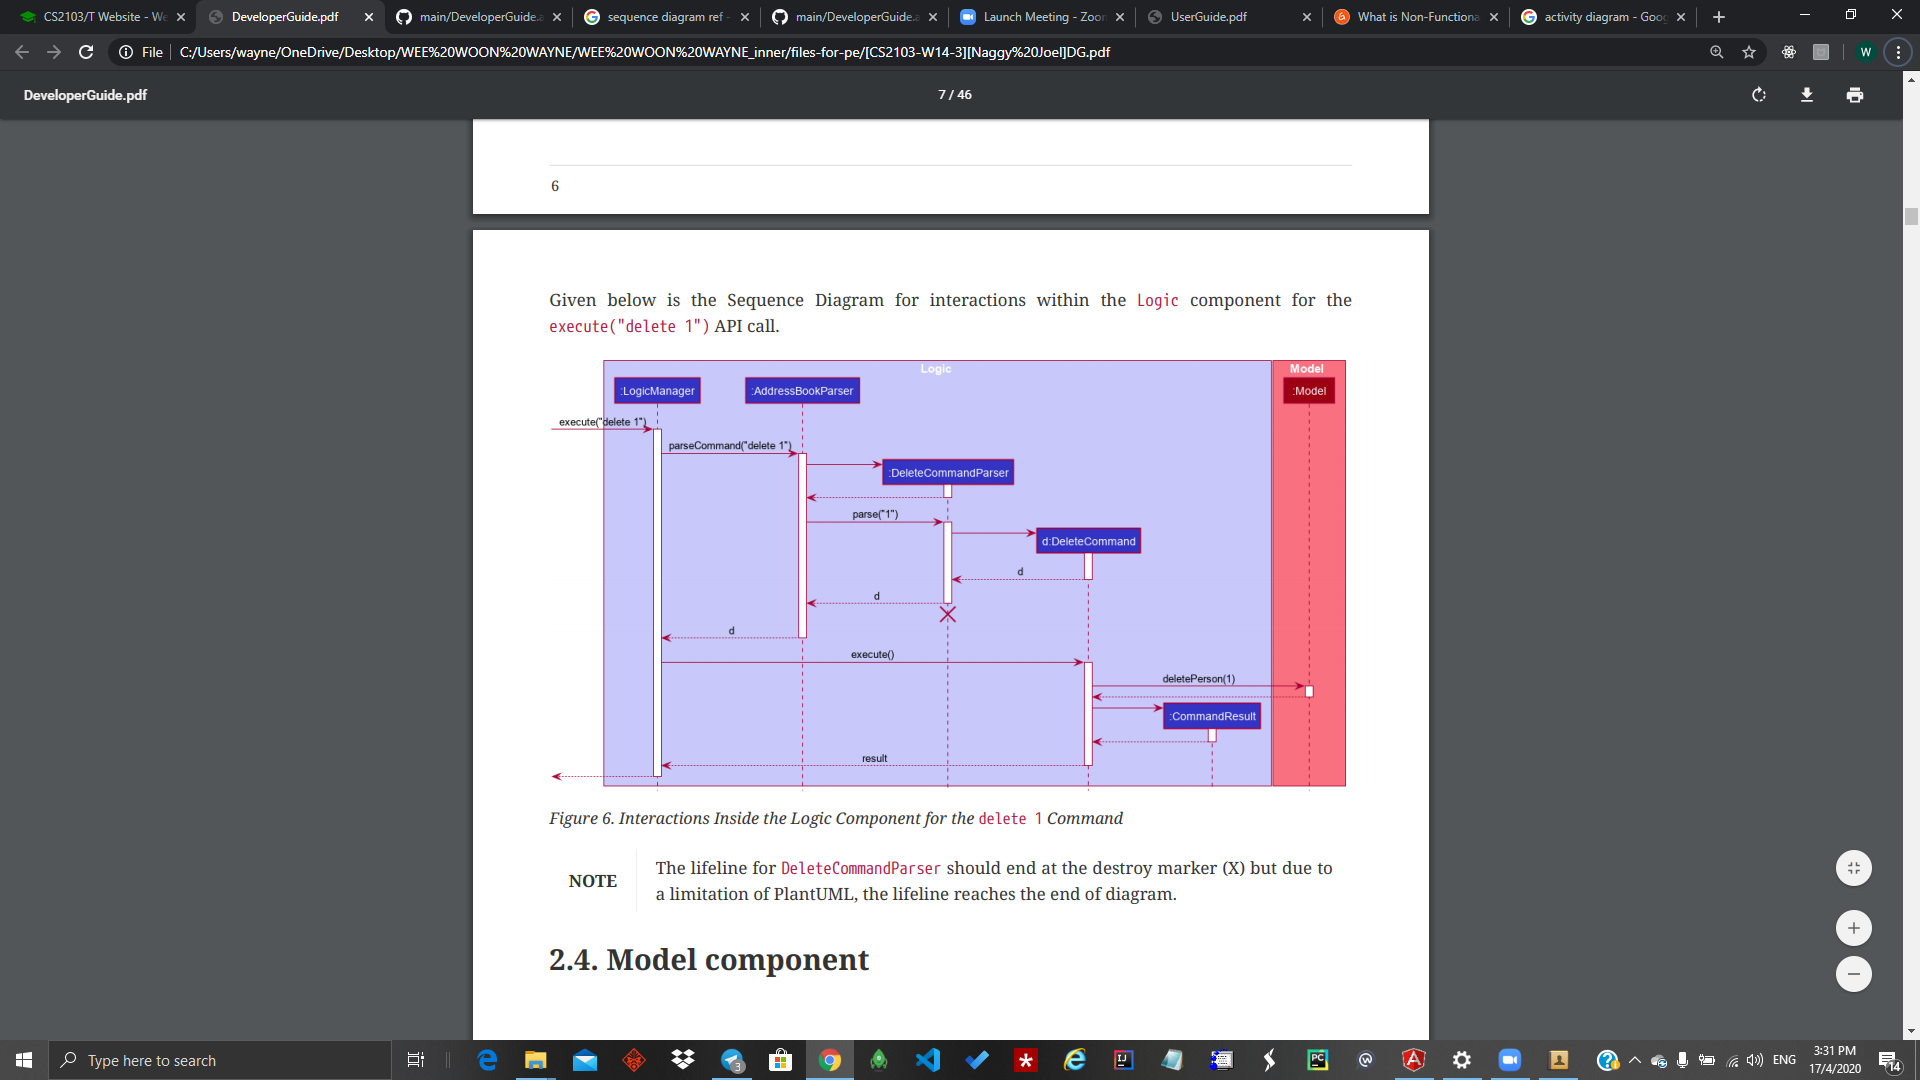 CS2103/T Website - We
DeveloperGuide.pdf
main/DeveloperGuide.a
sequence diagram ref -
main/DeveloperGuide.a
Launch Meeting - Zoom
UserGuide.pdf
What is Non-Functiona
activity diagram - Goog
File
C:/Users/wayne/OneDrive/Desktop/WEE%20WOON%20WAYNE/WEE%20WOON%20WAYNE_inner/files-for-pe/[CS2103-W14-3][Naggy%20Joel]DG.pdf
W
DeveloperGuide.pdf
7 / 46
6
Given below is the Sequence Diagram for interactions within the Logic component for the
execute("delete 1") API call.
Logic
Model
:LogicManager
:AddressBookParser
:Model
execute("delete 1")
parseCommand("delete 1")
:DeleteCommandParser
parse("1")
d:DeleteCommand
d
d
d
execute()
deletePerson(1)
:CommandResult
result
Figure 6. Interactions Inside the Logic Component for the delete 1 Command
NOTE
The lifeline for DeleteCommandParser should end at the destroy marker (X) but due to
a limitation of PlantUML, the lifeline reaches the end of diagram.
2.4. Model component
Type here to search
3
IJ
PC
ENG
3:31 PM
17/4/2020
14